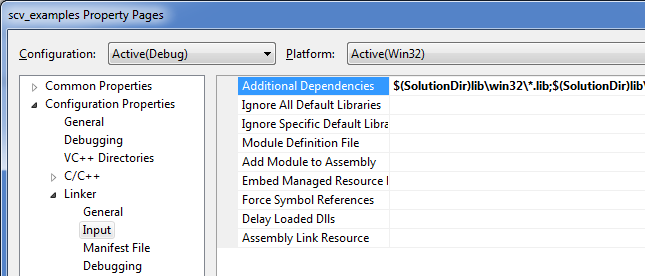 scv_examples Property Pages
Configuration: Active(Debug) Platform: Active(Win32)
Common Properties
Configuration Properties
General
Debugging
VC++ Directories
C/C++
Linker
General
Input
Manifest File
Debugging
Additional Dependencies $(SolutionDir)lib\win32\*.lib;$(SolutionDir)lib\
Ignore All Default Libraries
Ignore Specific Default Libra
Module Definition File
Add Module to Assembly
Embed Managed Resource
Force Symbol References
Delay Loaded Dlls
Assembly Link Resource